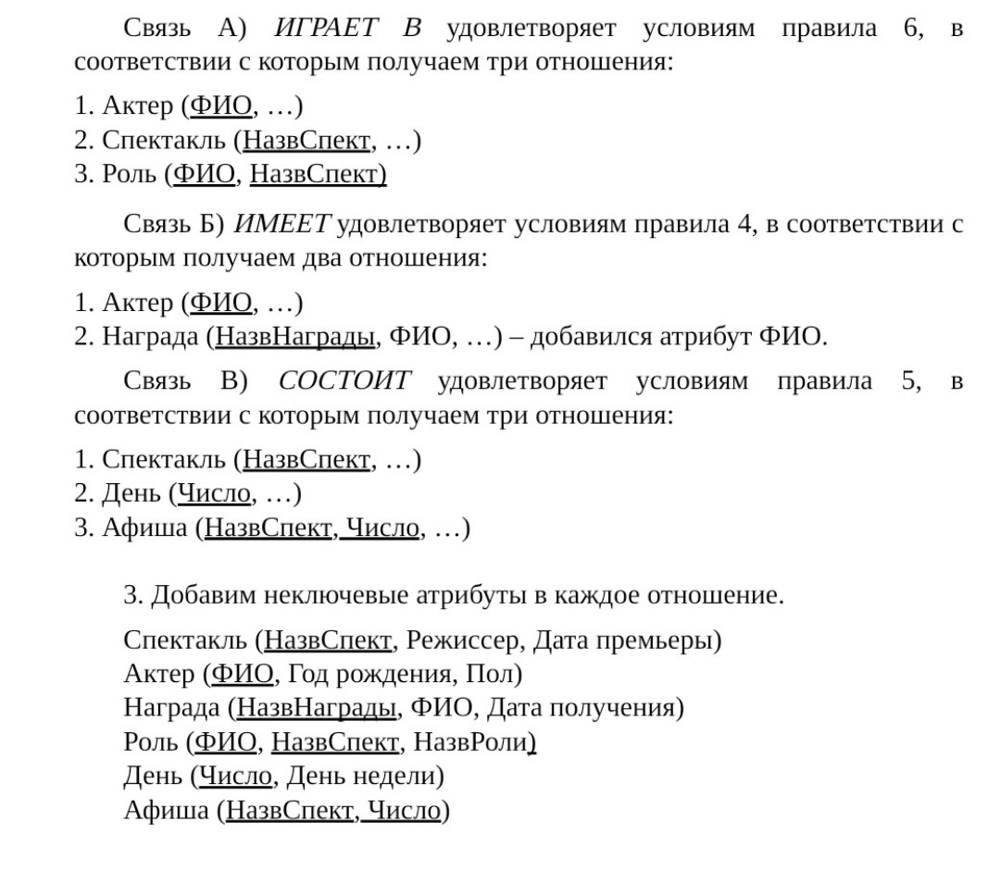 Связь А) ИГРАЕТ В удовлетворяет условиям правила 6, в
соответствии с которым получаем три отношения:
1. Актер (ФИО, …)
2. Спектакль (НазвСпект, …)
3. Роль (ФИО, НазвСпект)
Связь Б) ИМЕЕТ удовлетворяет условиям правила 4, в соответствии с
которым получаем два отношения:
1. Актер (ФИО, …)
2. Награда (НазвНаграды, ФИО, …) – добавился атрибут ФИО.
Связь В) СОСТОИТ удовлетворяет условиям правила 5, в
соответствии с которым получаем три отношения:
1. Спектакль (НазвСпект, …)
2. День (Число, …)
3. Афиша (НазвСпект, Число, …)
3. Добавим неключевые атрибуты в каждое отношение.
Спектакль (НазвСпект, Режиссер, Дата премьеры)
Актер (ФИО, Год рождения, Пол)
Награда (НазвНаграды, ФИО, Дата получения)
Роль (ФИО, НазвСпект, НазвРоли)
День (Число, День недели)
Афиша (НазвСпект, Число)